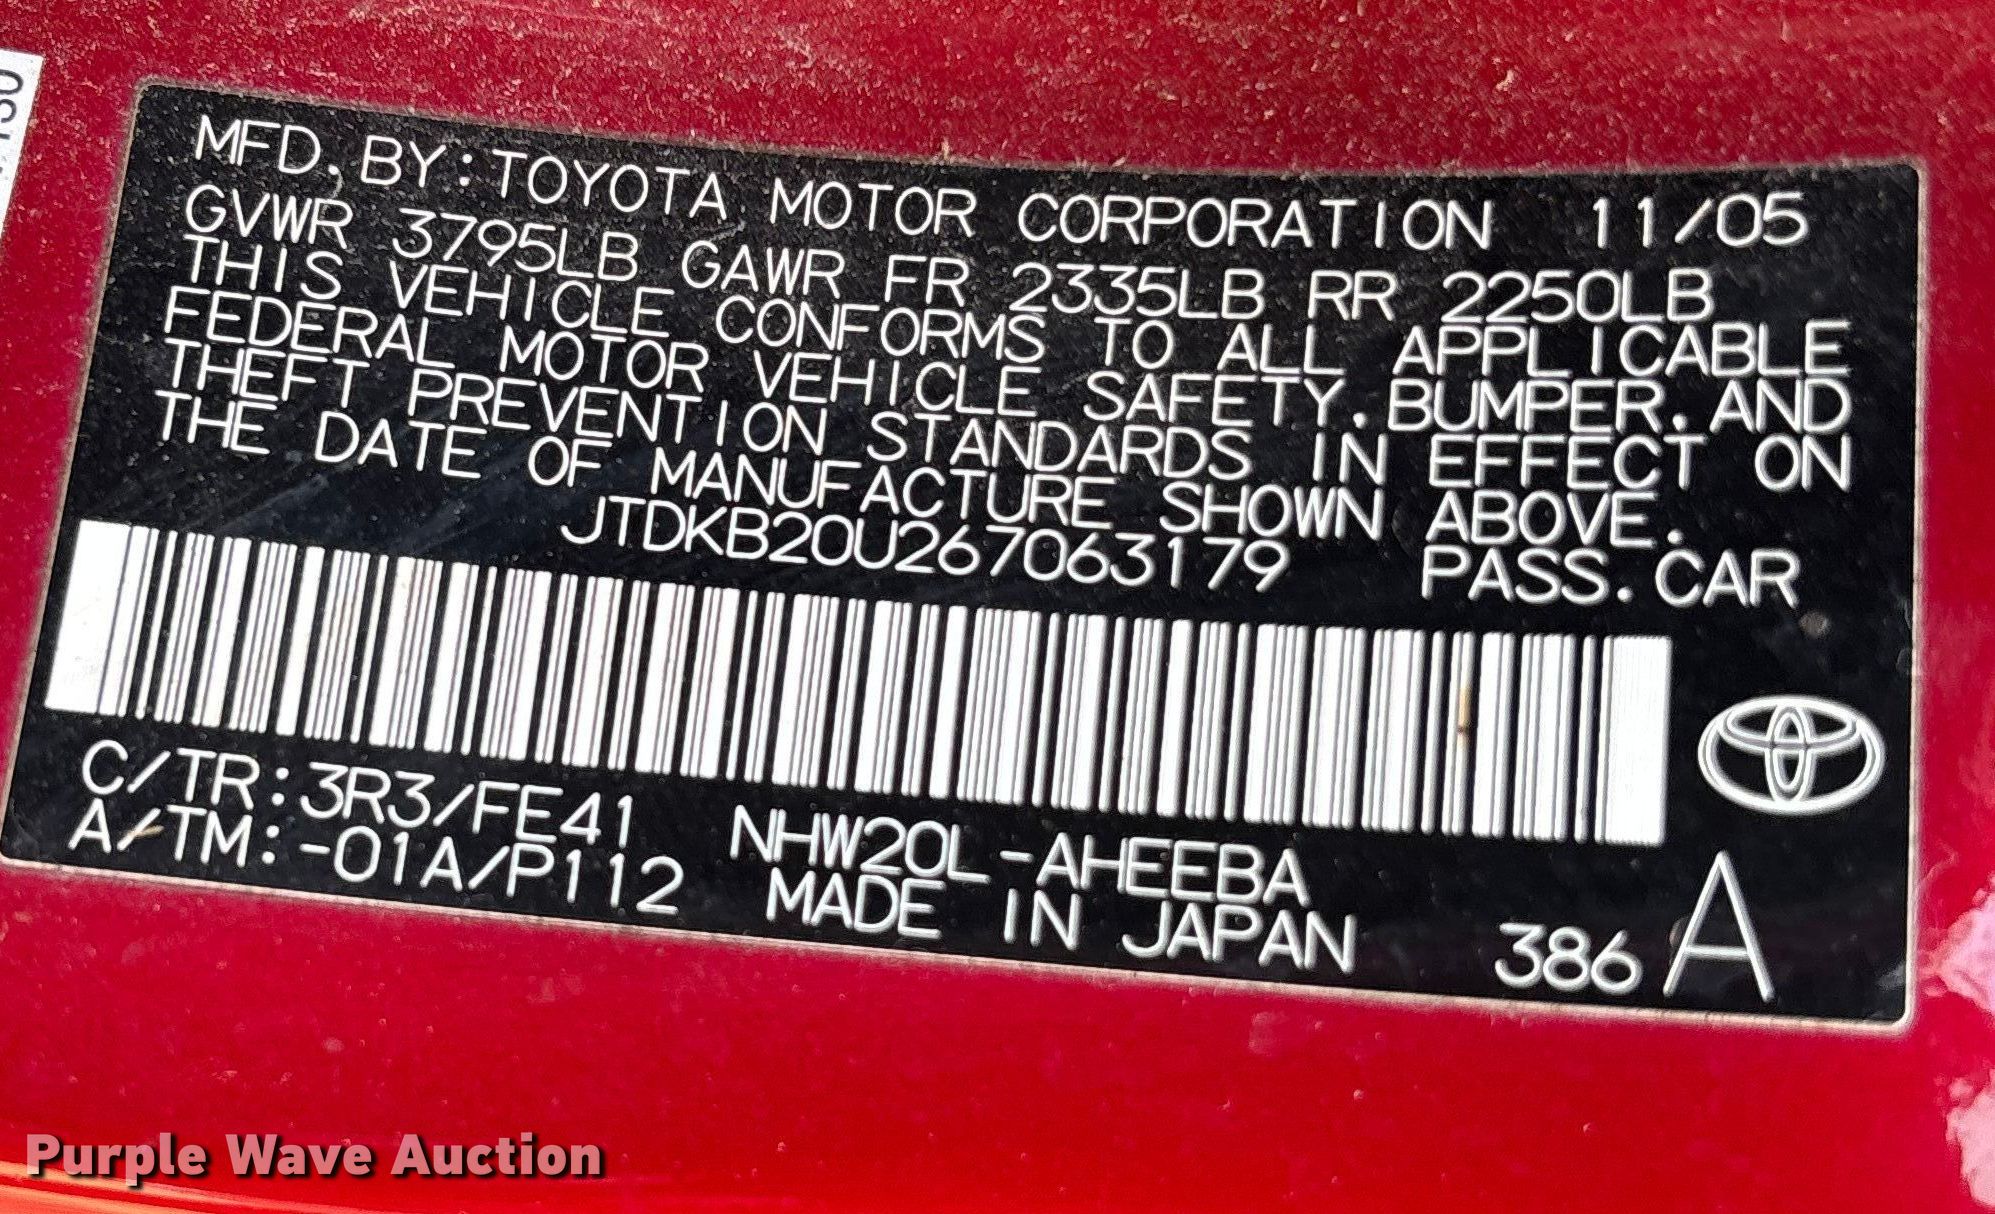 MFD. BY: TOYOTA MOTOR CORPORATION 11/05
GVWR 3795LB GAWR FR 2335LB RR 2250LB
THIS VEHICLE CONFORMS TO ALL APPLICABLE
FEDERAL MOTOR VEHICLE SAFETY. BUMPER. AND
THEFT PREVENTION STANDARDS IN EFFECT ON
THE DATE OF MANUFACTURE SHOWN ABOVE.
JTDKB20U267063179 PASS. CAR
C/TR: 3R3/FE41 NHW20L-AHEEBA
A/TM: -01A/P112 MADE IN JAPAN 386 A
Purple Wave Auction